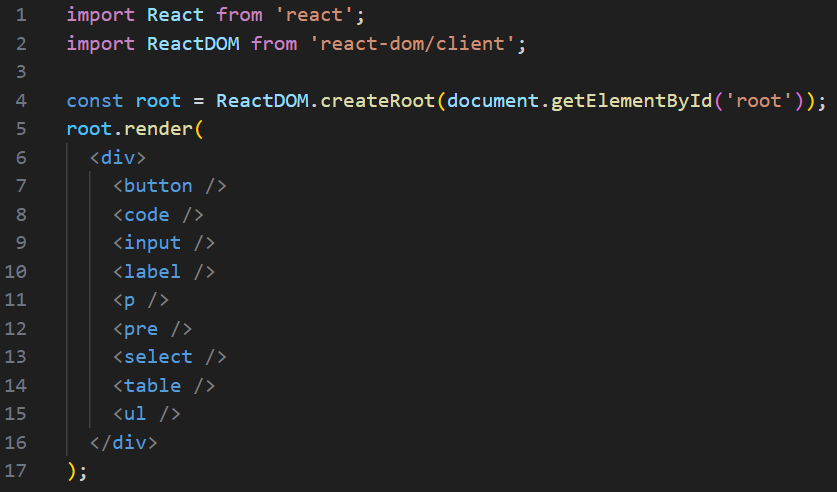 1 import React from 'react';
2 import ReactDOM from 'react-dom/client';
3
4 const root = ReactDOM.createRoot(document.getElementById('root'));
5 root.render(
6   <div>
7     <button />
8     <code />
9     <input />
10     <label />
11     <p />
12     <pre />
13     <select />
14     <table />
15     <ul />
16   </div>
17 );